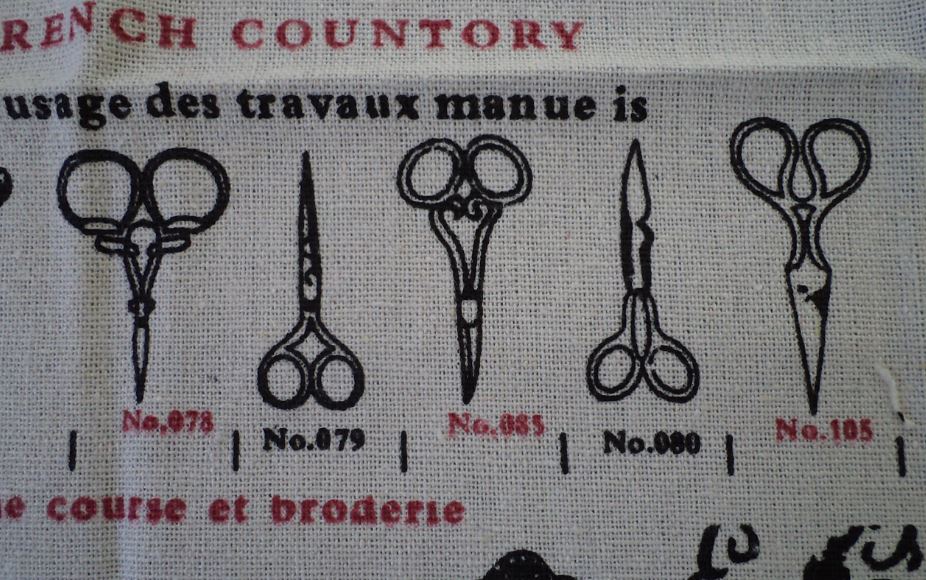 RENCH COUNTORY
usage des travaux manue is
No.078
No.079
No.085
No.080
No.105
e course et broderie